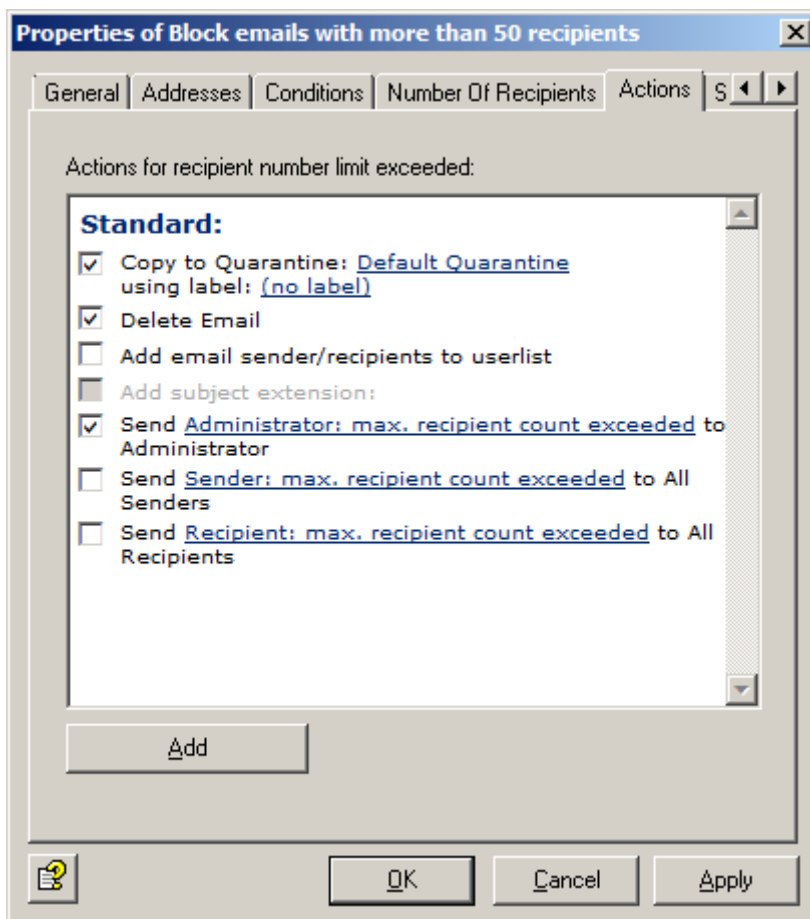 Properties of Block emails with more than 50 recipients
General Addresses Conditions Number Of Recipients Actions S
Actions for recipient number limit exceeded:
Standard:
Copy to Quarantine: Default Quarantine
using label: (no label)
Delete Email
Add email sender/recipients to userlist
Add subject extension:
Send Administrator: max. recipient count exceeded to
Administrator
Send Sender: max. recipient count exceeded to All
Senders
Send Recipient: max. recipient count exceeded to All
Recipients
Add
OK Cancel Apply